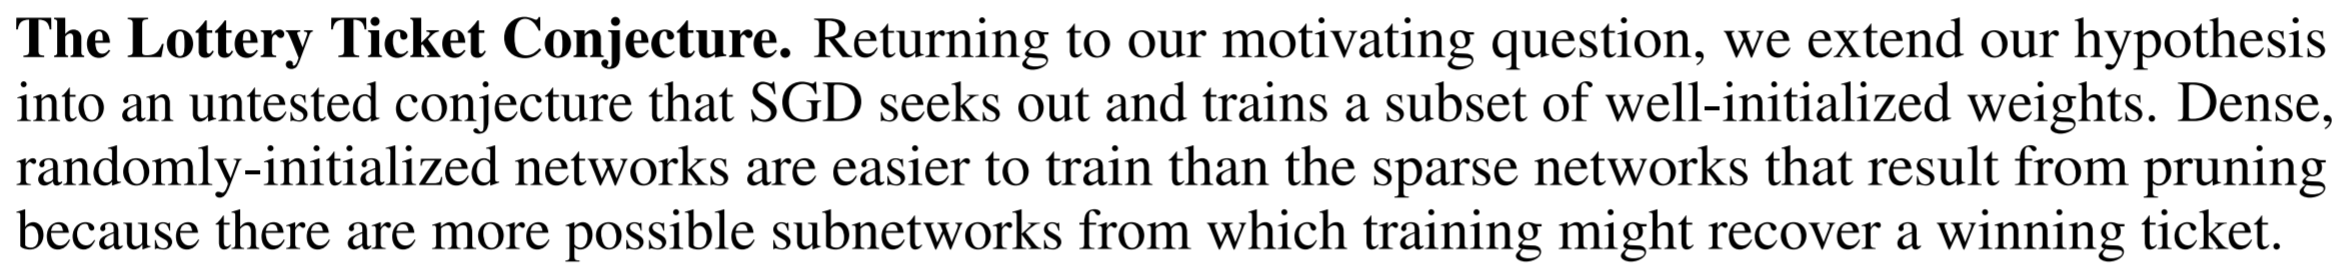 The Lottery Ticket Conjecture. Returning to our motivating question, we extend our hypothesis
into an untested conjecture that SGD seeks out and trains a subset of well-initialized weights. Dense,
randomly-initialized networks are easier to train than the sparse networks that result from pruning
because there are more possible subnetworks from which training might recover a winning ticket.